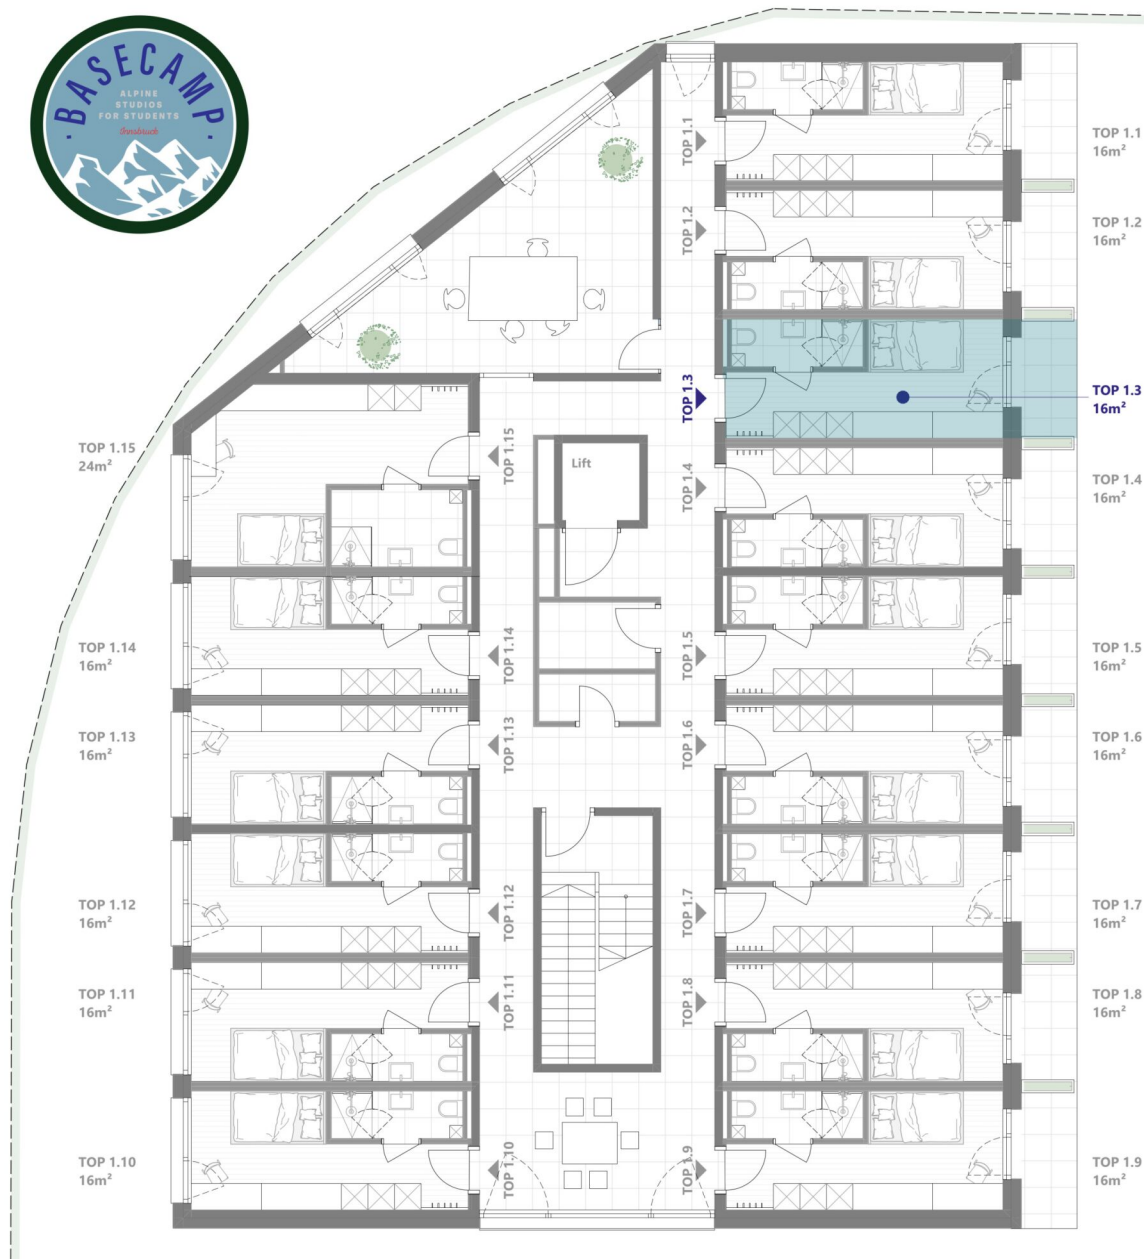 BASECAMP
ALPINE
STUDIOS
FOR STUDENTS
Innsbruck
TOP 1.1
TOP 1.1
16m²
TOP 1.2
TOP 1.2
16m²
TOP 1.3
TOP 1.3
16m²
TOP 1.15
24m²
TOP 1.15
Lift
TOP 1.4
TOP 1.4
16m²
TOP 1.14
16m²
TOP 1.14
TOP 1.5
TOP 1.5
16m²
TOP 1.13
16m²
TOP 1.13
TOP 1.6
TOP 1.6
16m²
TOP 1.12
16m²
TOP 1.12
TOP 1.7
TOP 1.7
16m²
TOP 1.11
16m²
TOP 1.11
TOP 1.8
TOP 1.8
16m²
TOP 1.10
16m²
TOP 1.10
TOP 1.9
TOP 1.9
16m²